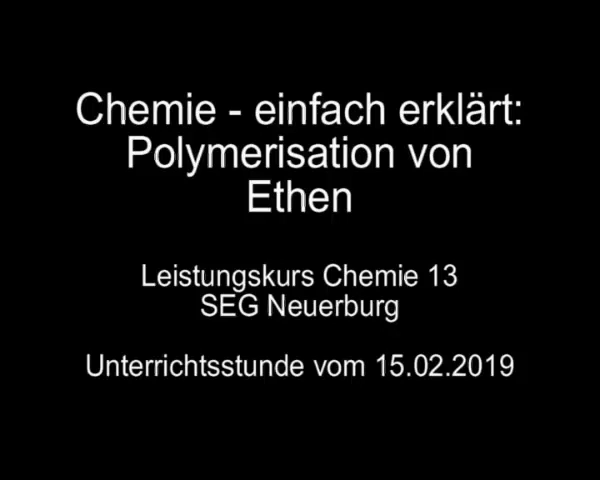 Chemie - einfach erklärt:
Polymerisation von
Ethen
Leistungskurs Chemie 13
SEG Neuerburg
Unterrichtsstunde vom 15.02.2019